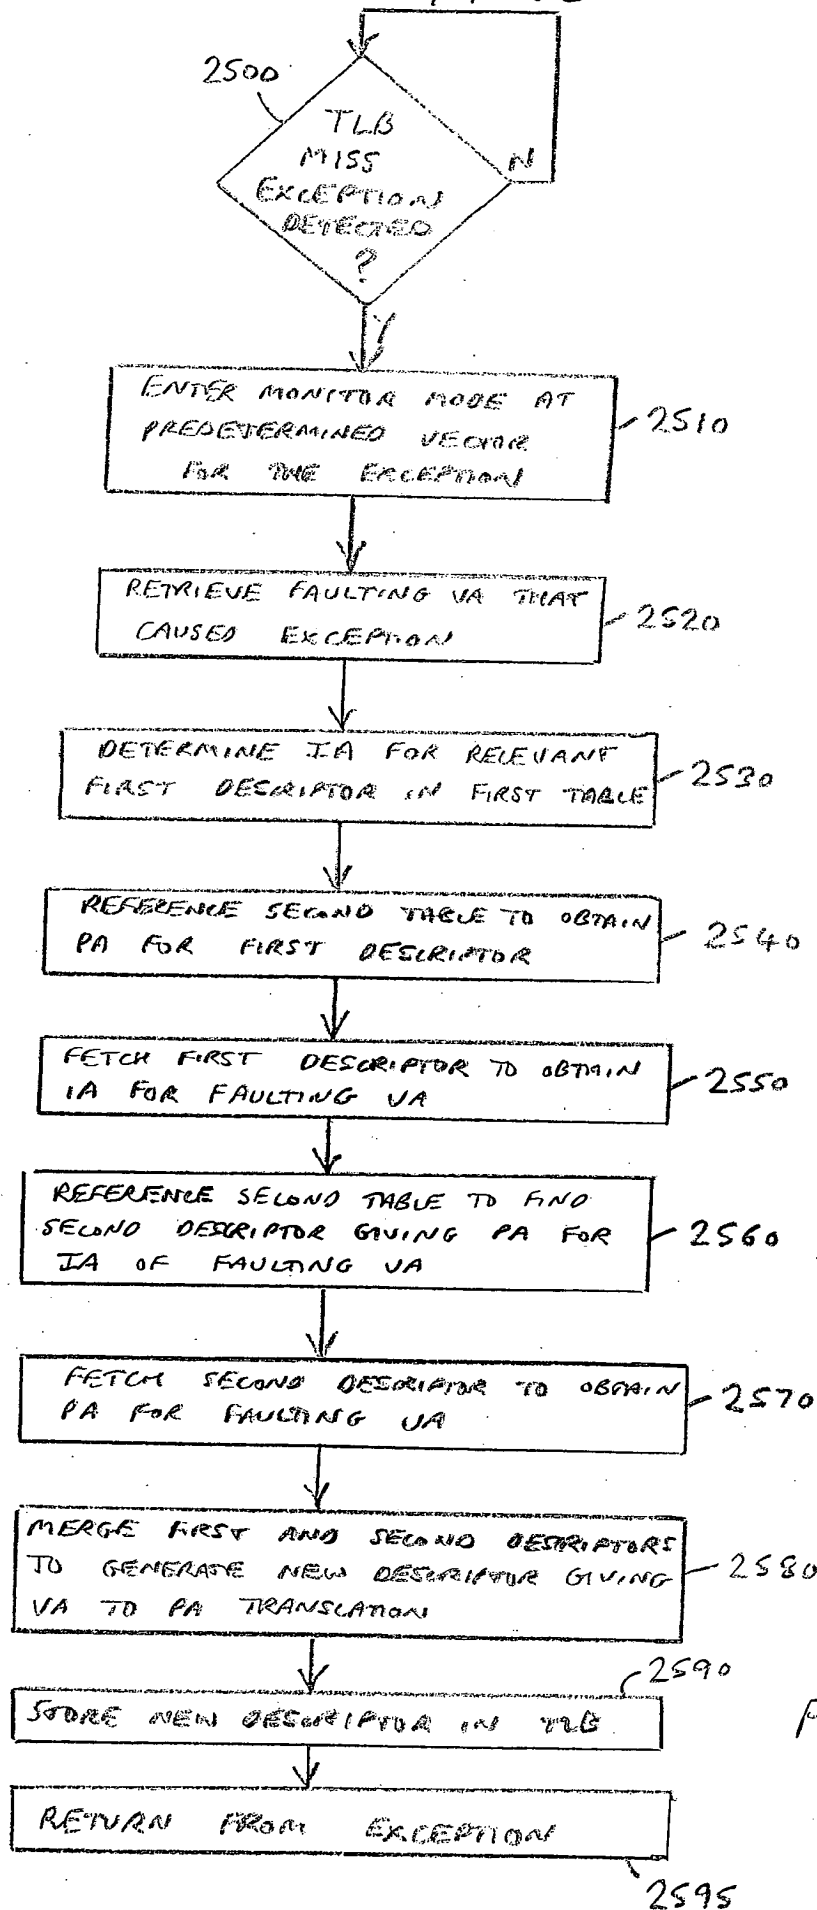 2500
TLB
MISS
EXCEPTION
DETECTED
?
N
Y
ENTER MONITOR MODE AT
PREDETERMINED VECTOR
FOR THE EXCEPTION
2510
RETRIEVE FAULTING VA THAT
CAUSED EXCEPTION
2520
DETERMINE IA FOR RELEVANT
FIRST DESCRIPTOR IN FIRST TABLE
2530
REFERENCE SECOND TABLE TO OBTAIN
PA FOR FIRST DESCRIPTOR
2540
FETCH FIRST DESCRIPTOR TO OBTAIN
IA FOR FAULTING VA
2550
REFERENCE SECOND TABLE TO FIND
SECOND DESCRIPTOR GIVING PA FOR
IA OF FAULTING VA
2560
FETCH SECOND DESCRIPTOR TO OBTAIN
PA FOR FAULTING VA
2570
MERGE FIRST AND SECOND DESCRIPTORS
TO GENERATE NEW DESCRIPTOR GIVING
VA TO PA TRANSLATION
2580
2590
STORE NEW DESCRIPTOR IN TLB
RETURN FROM EXCEPTION
2595